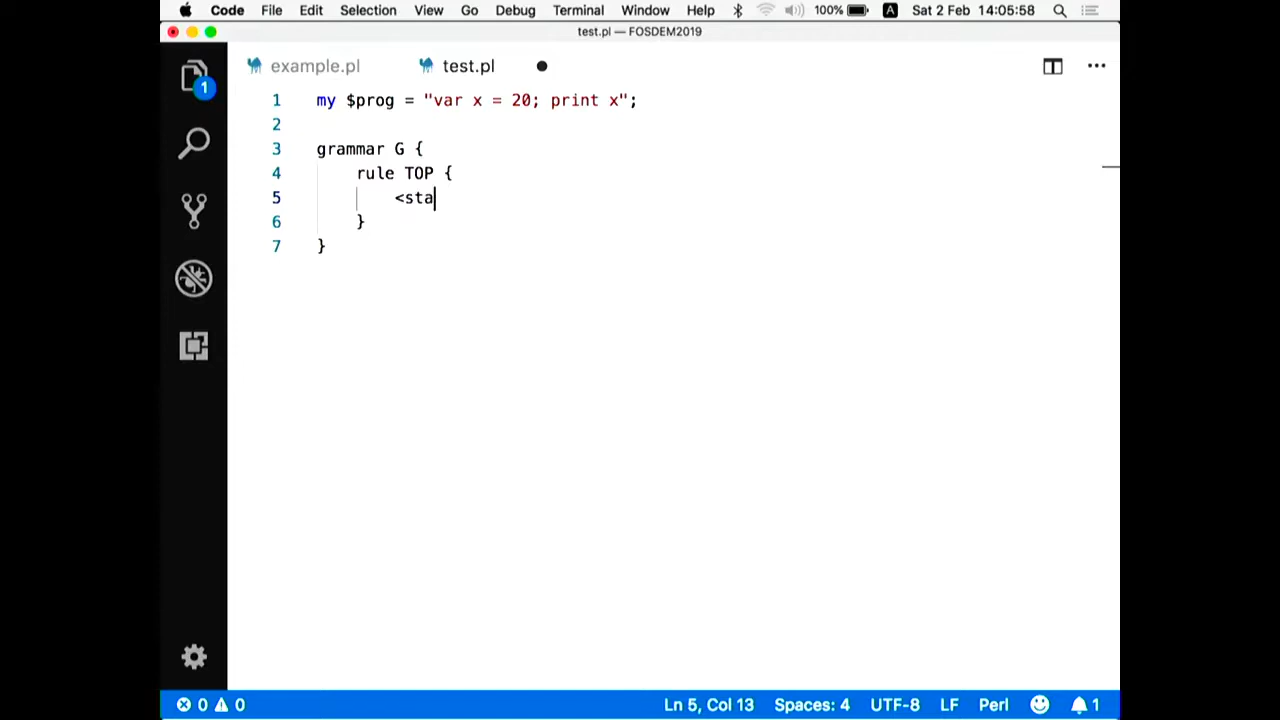 Code File Edit Selection View Go Debug Terminal Window Help 100% A Sat 2 Feb 14:05:58
test.pl — FOSDEM2019
example.pl test.pl
1
1 my $prog = "var x = 20; print x";
2
3 grammar G {
4 rule TOP {
5 <sta
6 }
7 }
0 0 Ln 5, Col 13 Spaces: 4 UTF-8 LF Perl 1